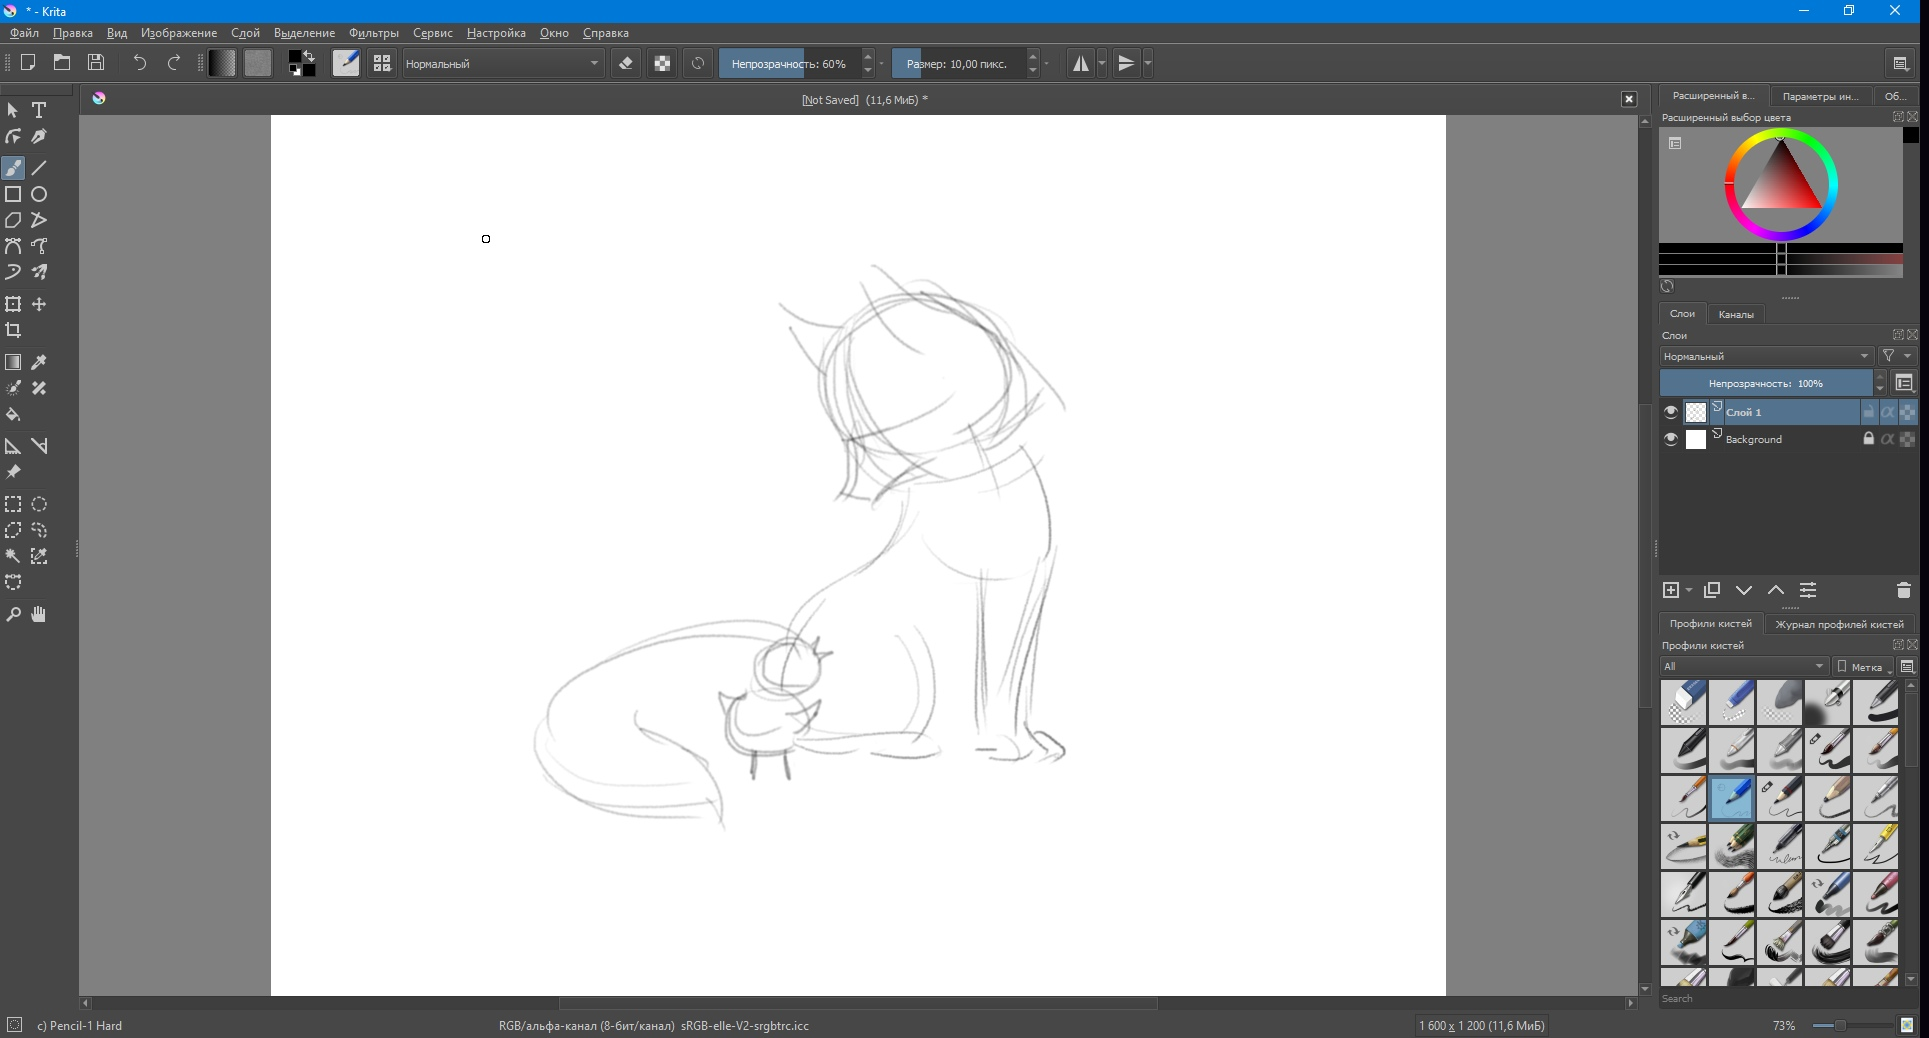 * - Krita
Файл Правка Вид Изображение Слой Выделение Фильтры Сервис Настройка Окно Справка
Нормальный Непрозрачность: 60% Размер: 10,00 пикс.
[Not Saved] (11,6 МиБ) *
Расширенный в... Параметры ин... Об...
Расширенный выбор цвета
Слои Каналы
Слои
Нормальный
Непрозрачность: 100%
Слой 1
Background
Профили кистей Журнал профилей кистей
Профили кистей
All Метка
Search
c) Pencil-1 Hard RGB/альфа-канал (8-бит/канал) sRGB-elle-V2-srgbtrc.icc 1 600 x 1 200 (11,6 МиБ) 73%